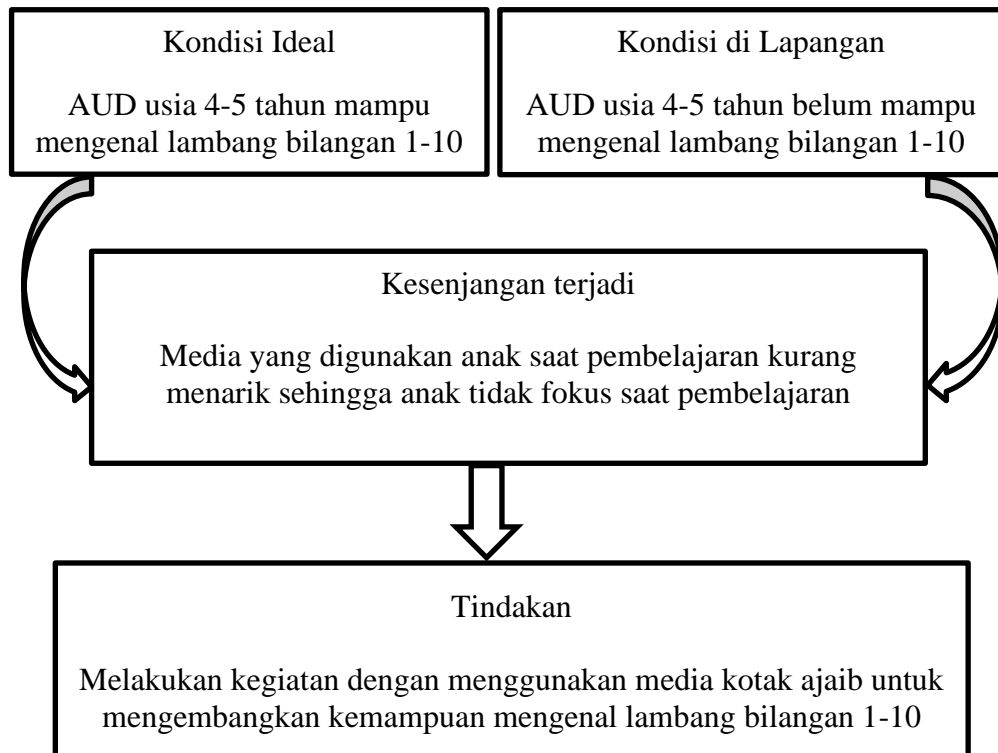 Kondisi Ideal
AUD usia 4-5 tahun mampu
mengenal lambang bilangan 1-10
Kondisi di Lapangan
AUD usia 4-5 tahun belum mampu
mengenal lambang bilangan 1-10
Kesenjangan terjadi
Media yang digunakan anak saat pembelajaran kurang
menarik sehingga anak tidak fokus saat pembelajaran
Tindakan
Melakukan kegiatan dengan menggunakan media kotak ajaib untuk
mengembangkan kemampuan mengenal lambang bilangan 1-10